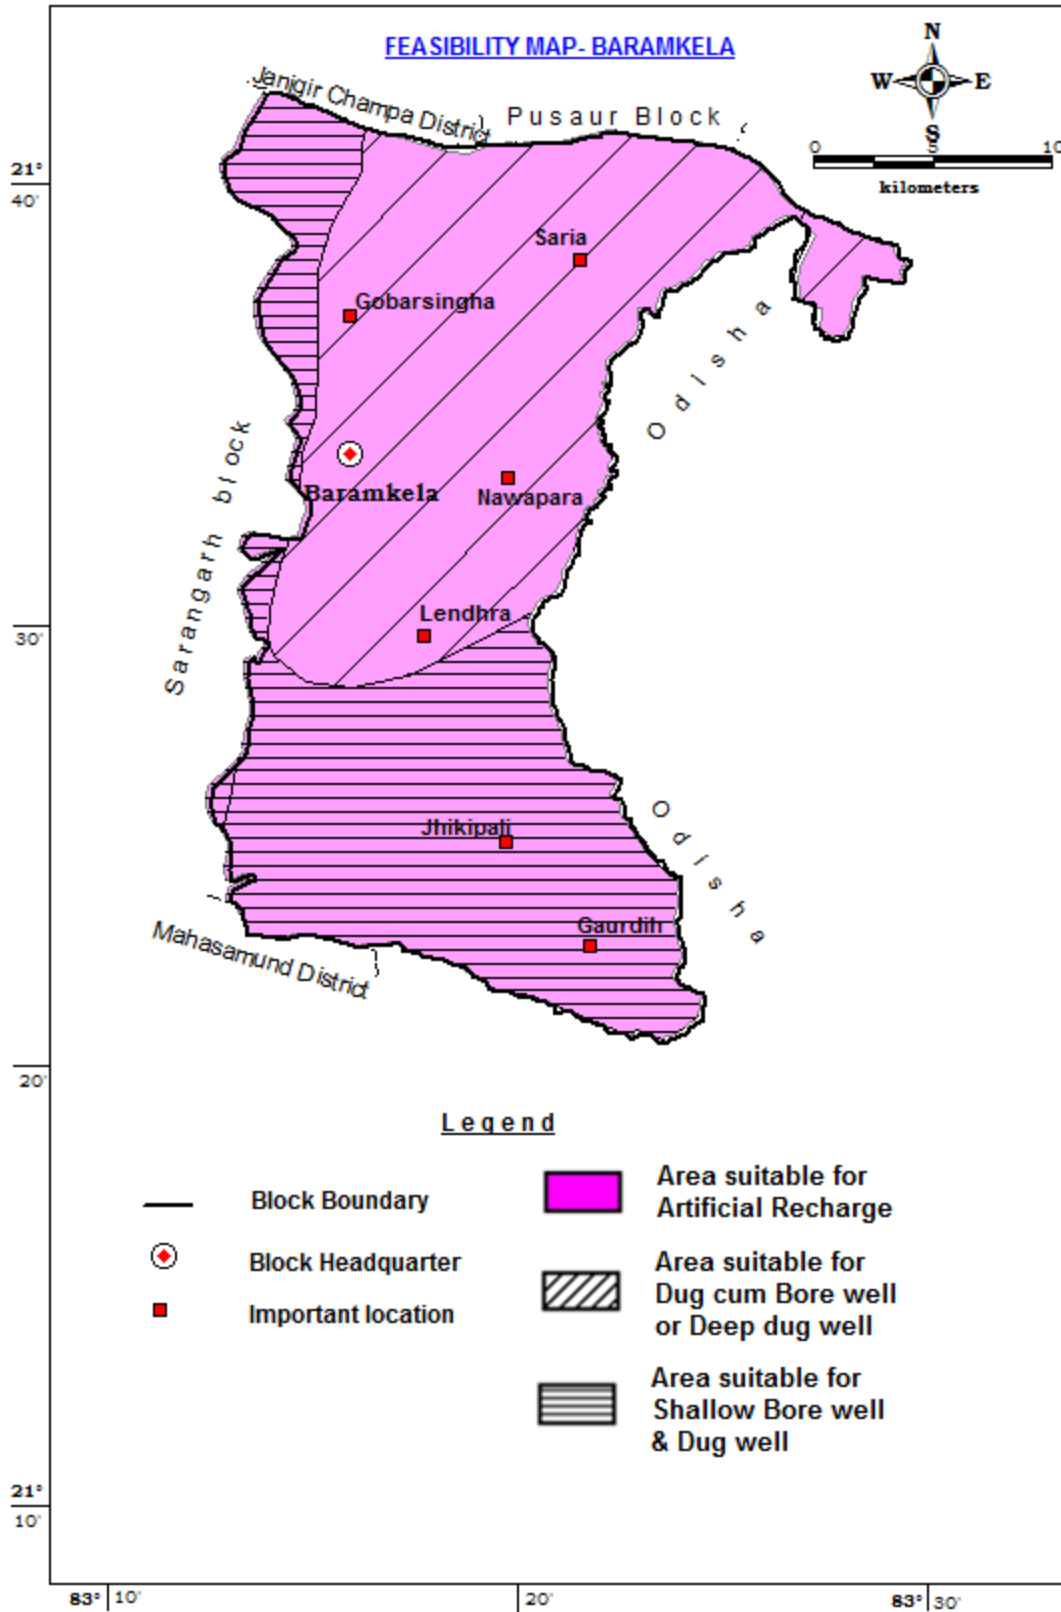 FEASIBILITY MAP- BARAMKELA
N
W E
S
Janjgir Champa District
Pusaur Block
0 5 10
kilometers
21°
40'
Saria
Gobarsingha
Odisha
Sarangarh block
Baramkela
Nawapara
Lendhra
30'
Jhikipali
Odisha
Gaurdih
Mahasamund District
20'
Legend
Block Boundary
Block Headquarter
Important location
Area suitable for
Artificial Recharge
Area suitable for
Dug cum Bore well
or Deep dug well
Area suitable for
Shallow Bore well
& Dug well
21°
10'
83° 10' 20' 83° 30'